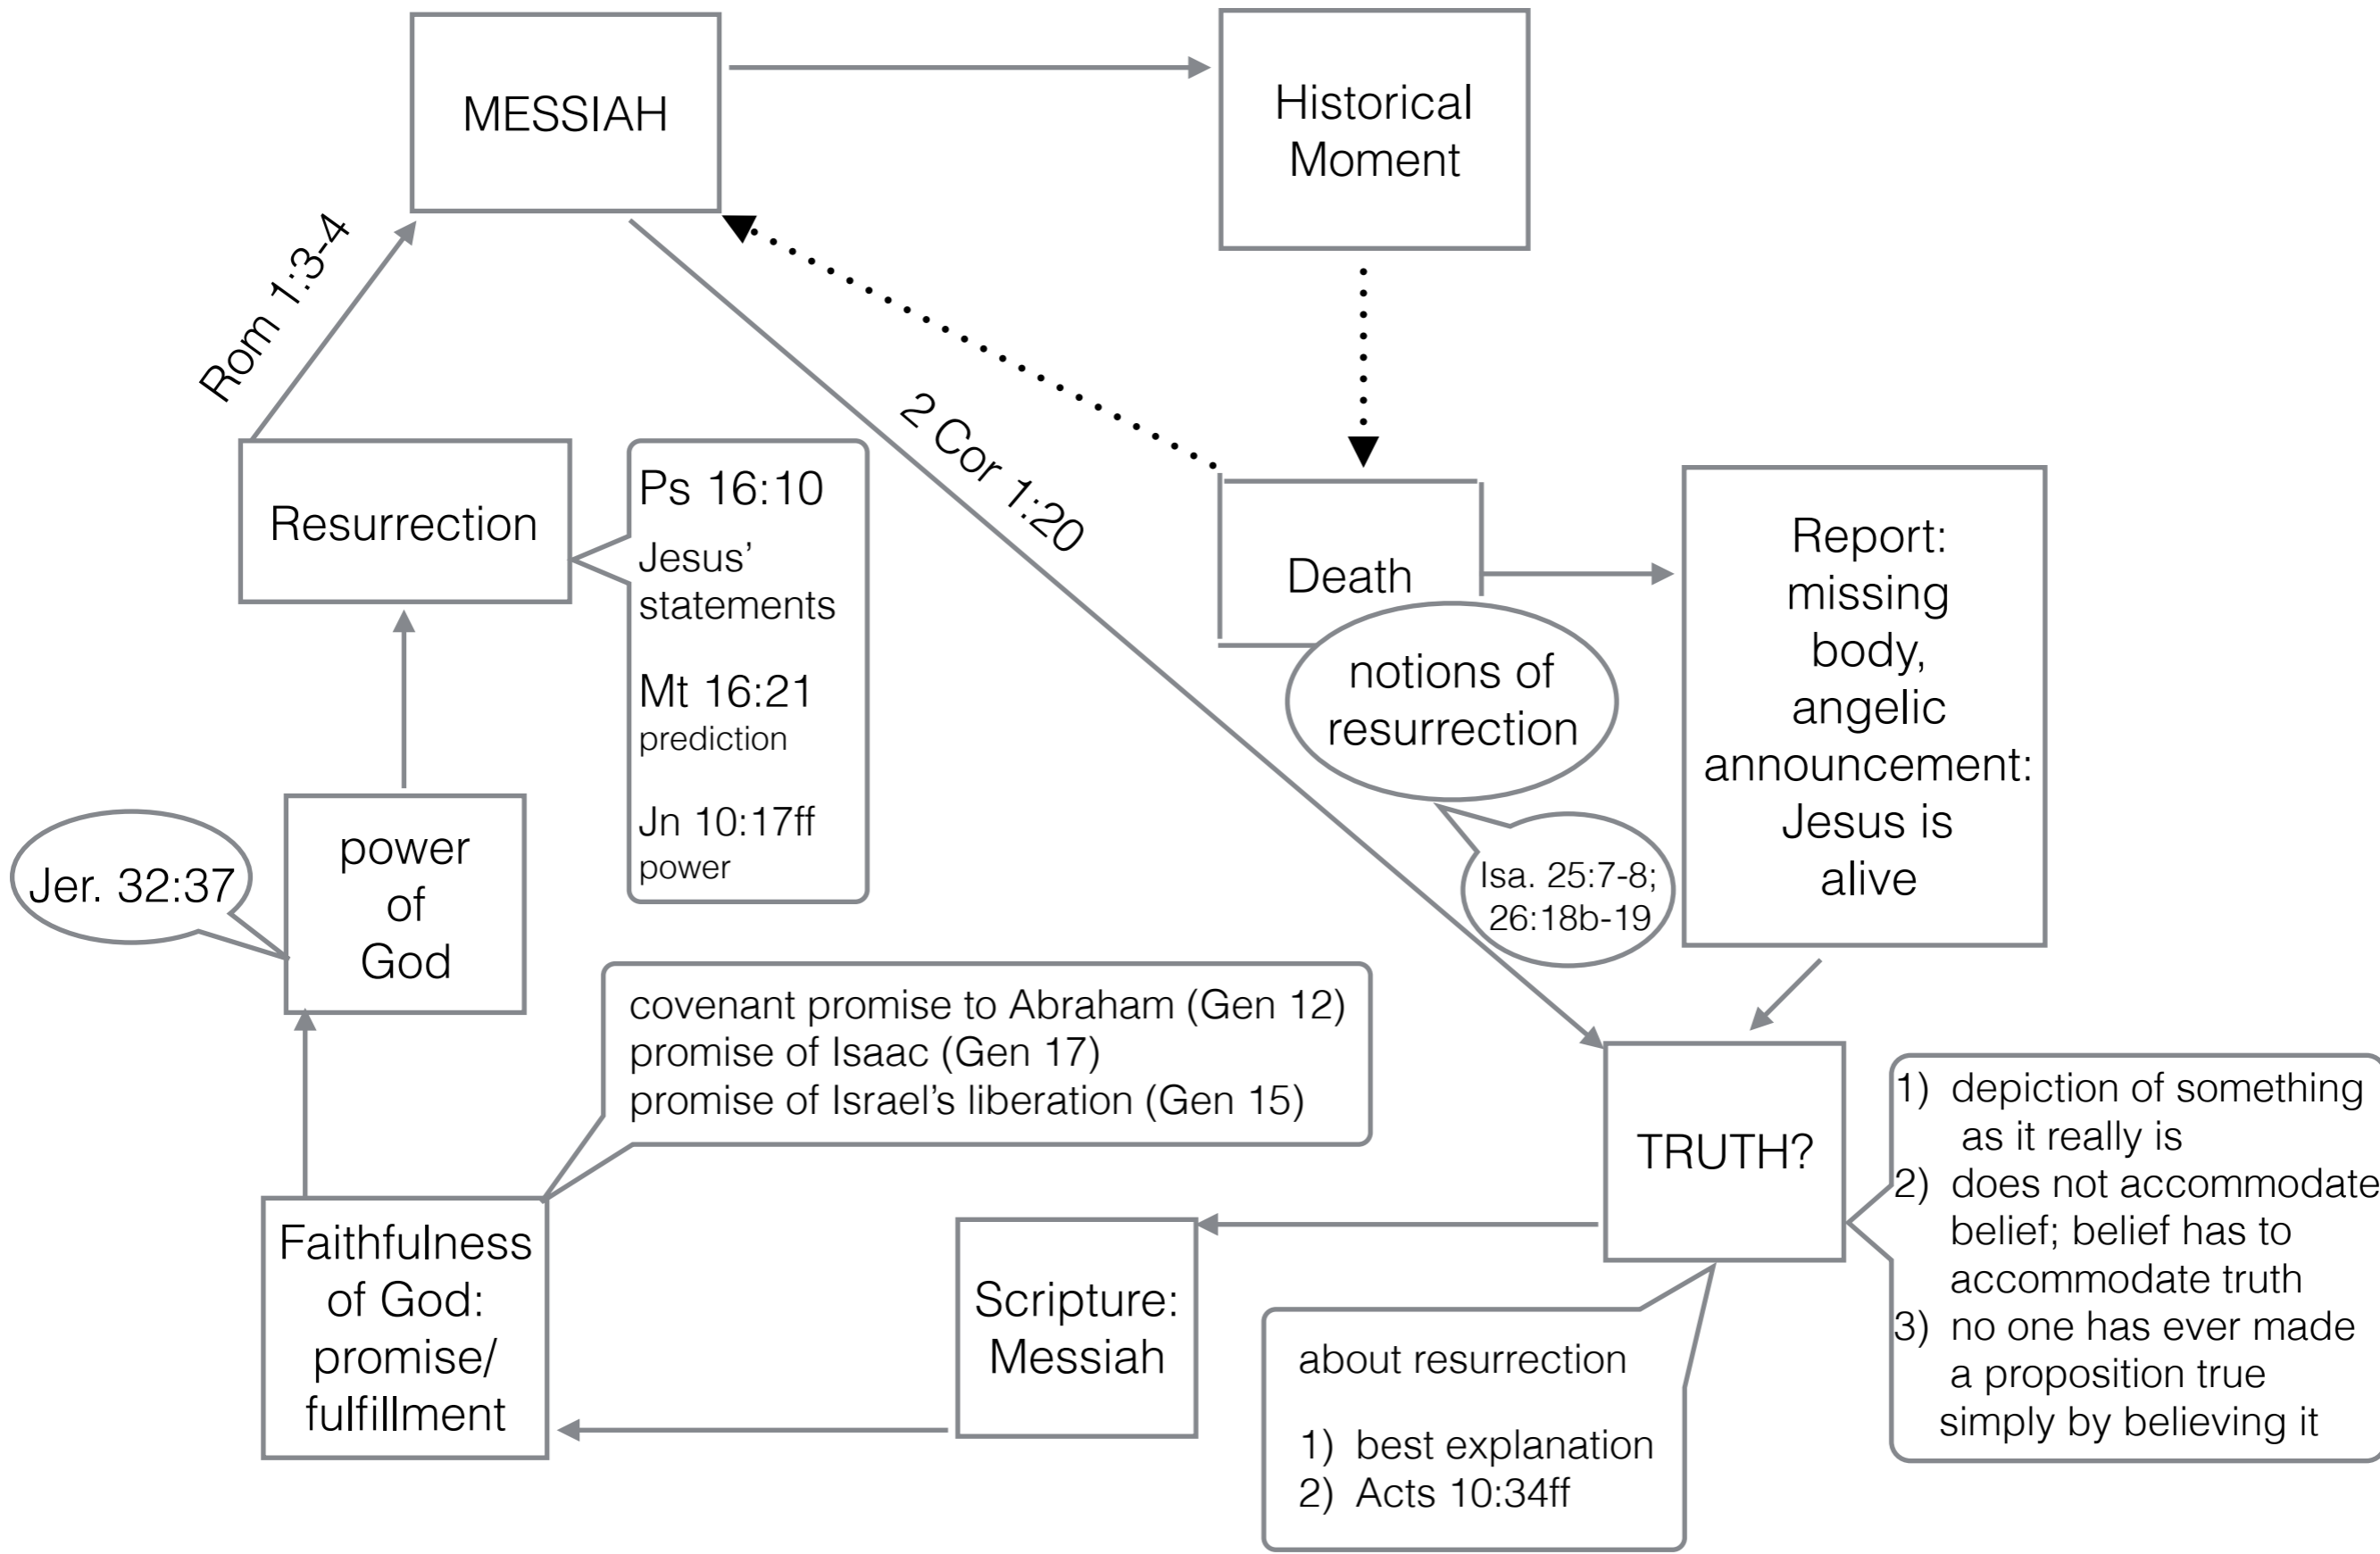 MESSIAH
Historical
Moment
Rom 1:3-4
2 Cor 1:20
Resurrection
Ps 16:10
Jesus’
statements
Mt 16:21
prediction
Jn 10:17ff
power
Death
notions of
resurrection
Isa. 25:7-8;
26:18b-19
Report:
missing
body,
angelic
announcement:
Jesus is
alive
Jer. 32:37
power
of
God
covenant promise to Abraham (Gen 12)
promise of Isaac (Gen 17)
promise of Israel’s liberation (Gen 15)
TRUTH?
1) depiction of something
as it really is
2) does not accommodate
belief; belief has to
accommodate truth
3) no one has ever made
a proposition true
simply by believing it
Faithfulness
of God:
promise/
fulfillment
Scripture:
Messiah
about resurrection
1) best explanation
2) Acts 10:34ff